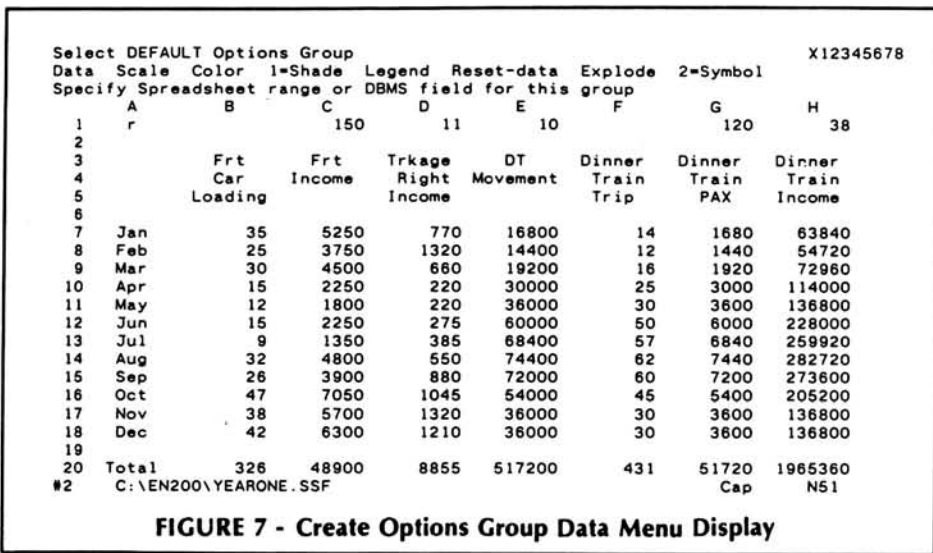 Select DEFAULT Options Group X12345678
Data Scale Color 1=Shade Legend Reset-data Explode 2=Symbol
Specify Spreadsheet range or DBMS field for this group
A B C D E F G H
1 r 150 11 10 120 38
2
3 Frt Frt Trkage DT Dinner Dinner Dinner
4 Car Income Right Movement Train Train Train
5 Loading Income Trip PAX Income
6
7 Jan 35 5250 770 16800 14 1680 63840
8 Feb 25 3750 1320 14400 12 1440 54720
9 Mar 30 4500 660 19200 16 1920 72960
10 Apr 15 2250 220 30000 25 3000 114000
11 May 12 1800 220 36000 30 3600 136800
12 Jun 15 2250 275 60000 50 6000 228000
13 Jul 9 1350 385 68400 57 6840 259920
14 Aug 32 4800 550 74400 62 7440 282720
15 Sep 26 3900 880 72000 60 7200 273600
16 Oct 47 7050 1045 54000 45 5400 205200
17 Nov 38 5700 1320 36000 30 3600 136800
18 Dec 42 6300 1210 36000 30 3600 136800
19
20 Total 326 48900 8855 517200 431 51720 1965360
#2 C:\EN200\YEARONE.SSF Cap N51
FIGURE 7 - Create Options Group Data Menu Display